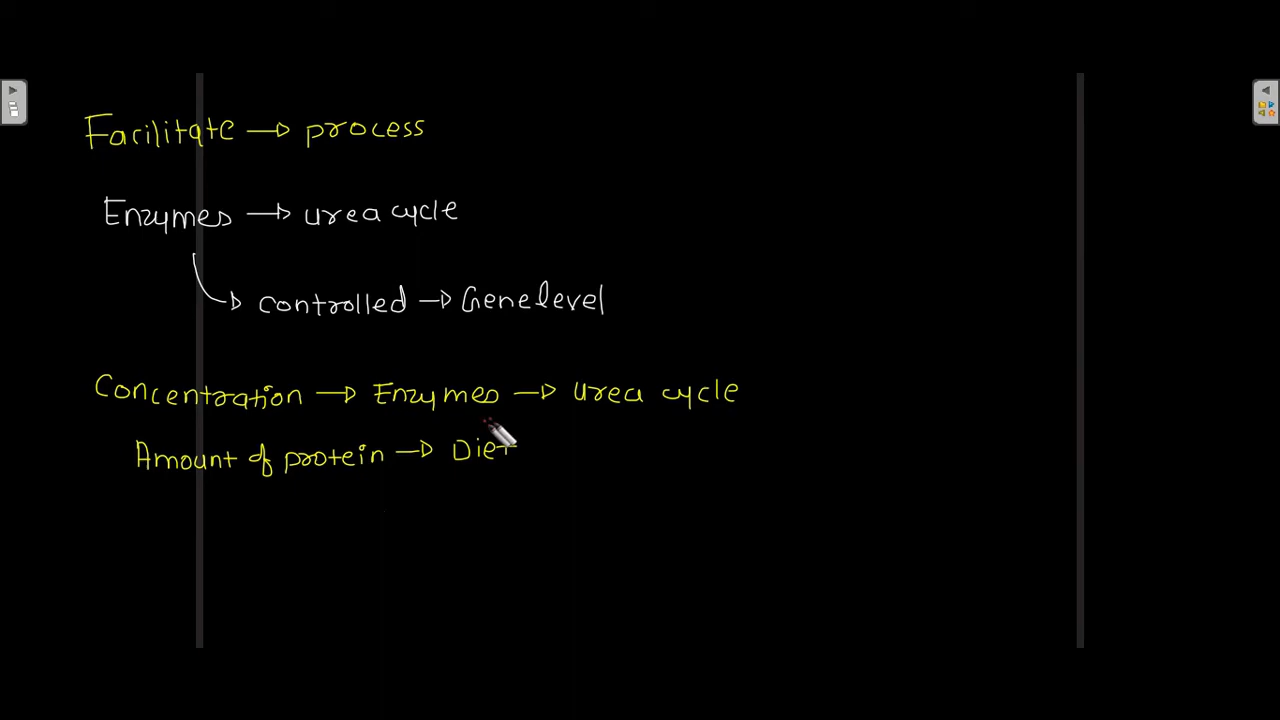 Facilitate → process
Enzymes → urea cycle
controlled → Gene level
Concentration → Enzymes → urea cycle
Amount of protein → Diet